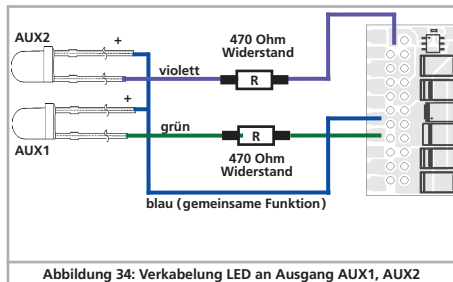 AUX2
+
violett
470 Ohm
Widerstand
R
+
grün
R
AUX1
470 Ohm
Widerstand
blau (gemeinsame Funktion)
Abbildung 34: Verkabelung LED an Ausgang AUX1, AUX2